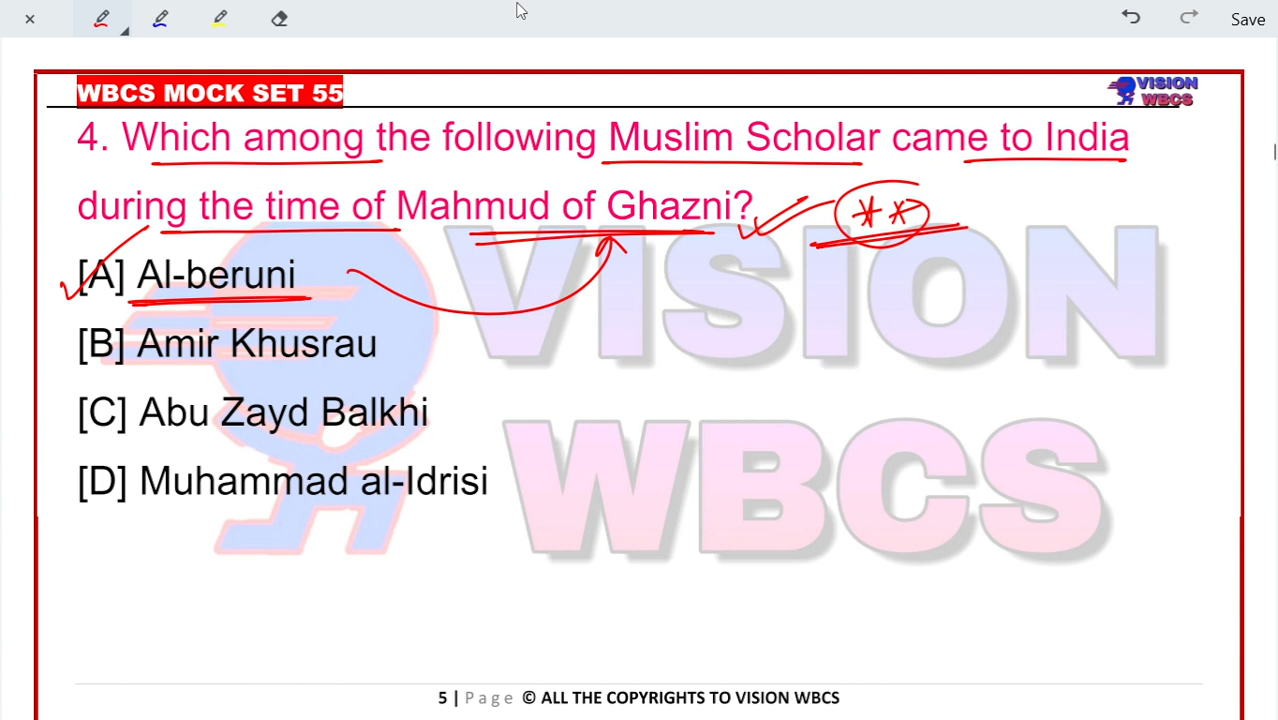 Save
WBCS MOCK SET 55
VISION
WBCS
4. Which among the following Muslim Scholar came to India
during the time of Mahmud of Ghazni?
**
[A] Al-beruni
[B] Amir Khusrau
[C] Abu Zayd Balkhi
[D] Muhammad al-Idrisi
VISION
WBCS
5 | Page © ALL THE COPYRIGHTS TO VISION WBCS